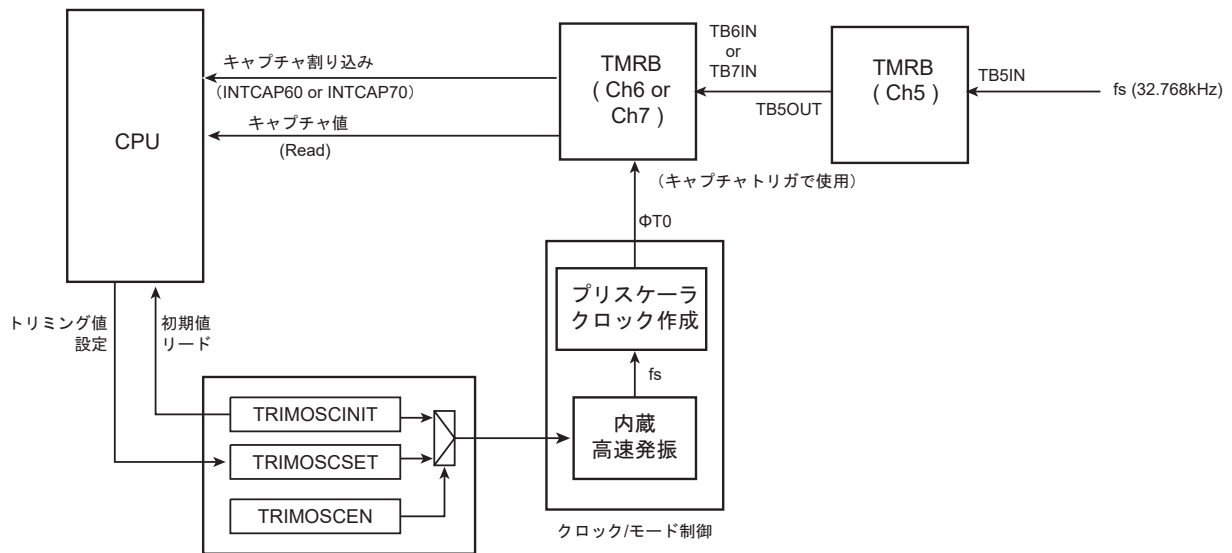 CPU
キャプチャ割り込み
（INTCAP60 or INTCAP70）
キャプチャ値
(Read)
TMRB
( Ch6 or
Ch7 )
TB6IN
or
TB7IN
TB5OUT
TMRB
( Ch5 )
TB5IN
fs (32.768kHz)
（キャプチャトリガで使用）
ΦT0
プリスケーラ
クロック作成
fs
内蔵
高速発振
クロック/モード制御
トリミング値
設定
初期値
リード
TRIMOSCINIT
TRIMOSCSET
TRIMOSCEN